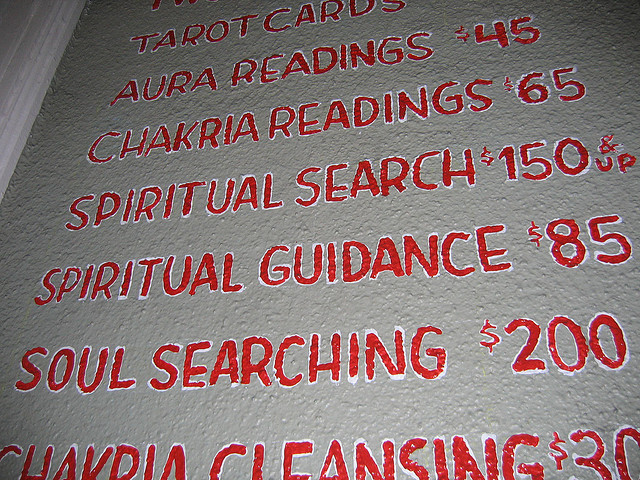 TAROT CARDS
AURA READINGS $45
CHAKRIA READINGS $65
SPIRITUAL SEARCH $150 & UP
SPIRITUAL GUIDANCE $85
SOUL SEARCHING $200
CHAKRIA CLEANSING $30